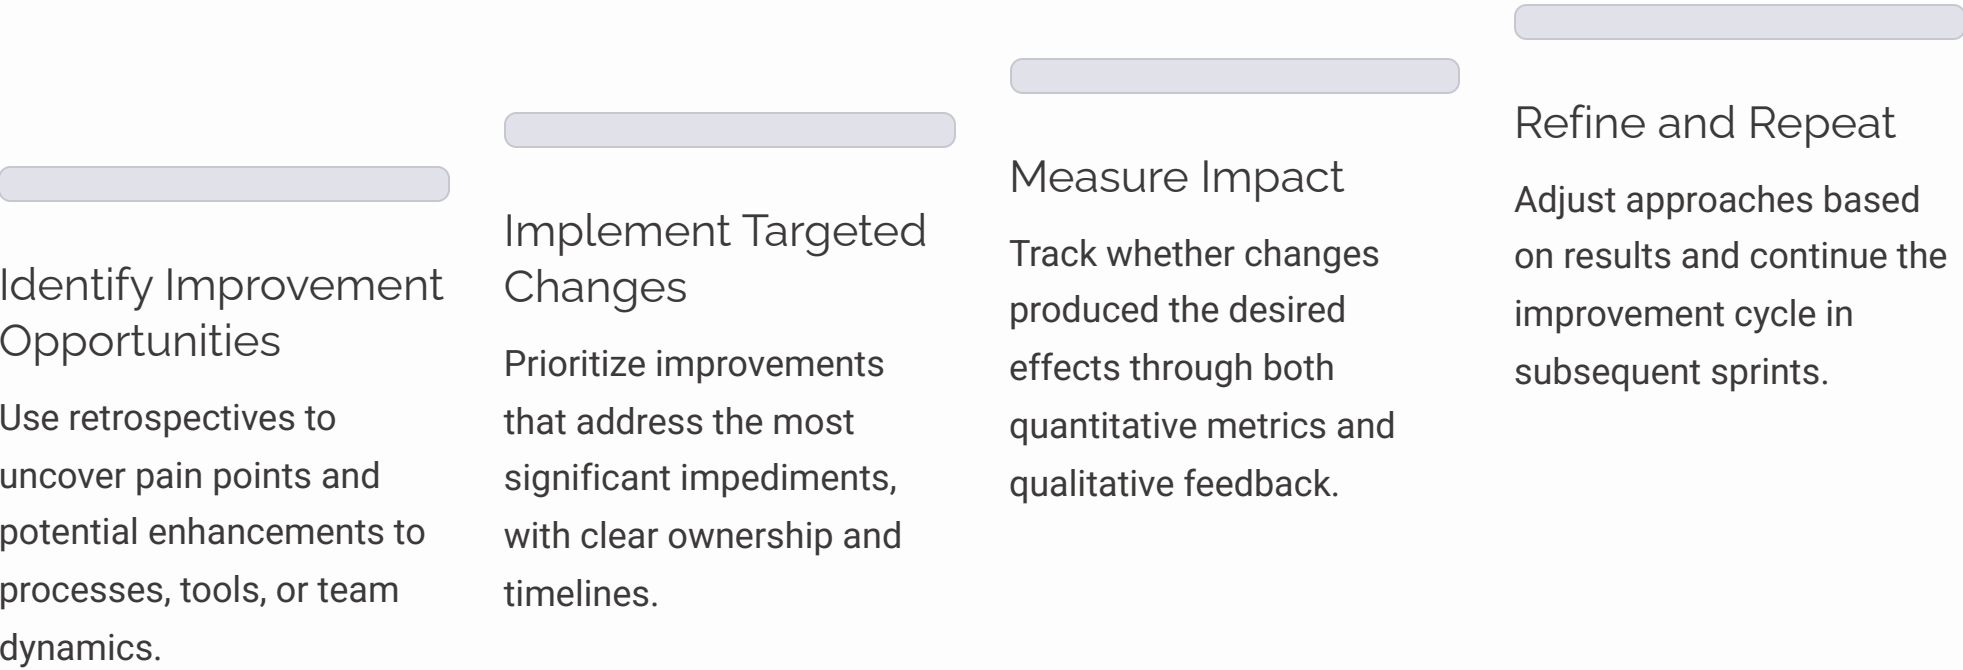 Identify Improvement
Opportunities
Use retrospectives to
uncover pain points and
potential enhancements to
processes, tools, or team
dynamics.
Implement Targeted
Changes
Prioritize improvements
that address the most
significant impediments,
with clear ownership and
timelines.
Measure Impact
Track whether changes
produced the desired
effects through both
quantitative metrics and
qualitative feedback.
Refine and Repeat
Adjust approaches based
on results and continue the
improvement cycle in
subsequent sprints.